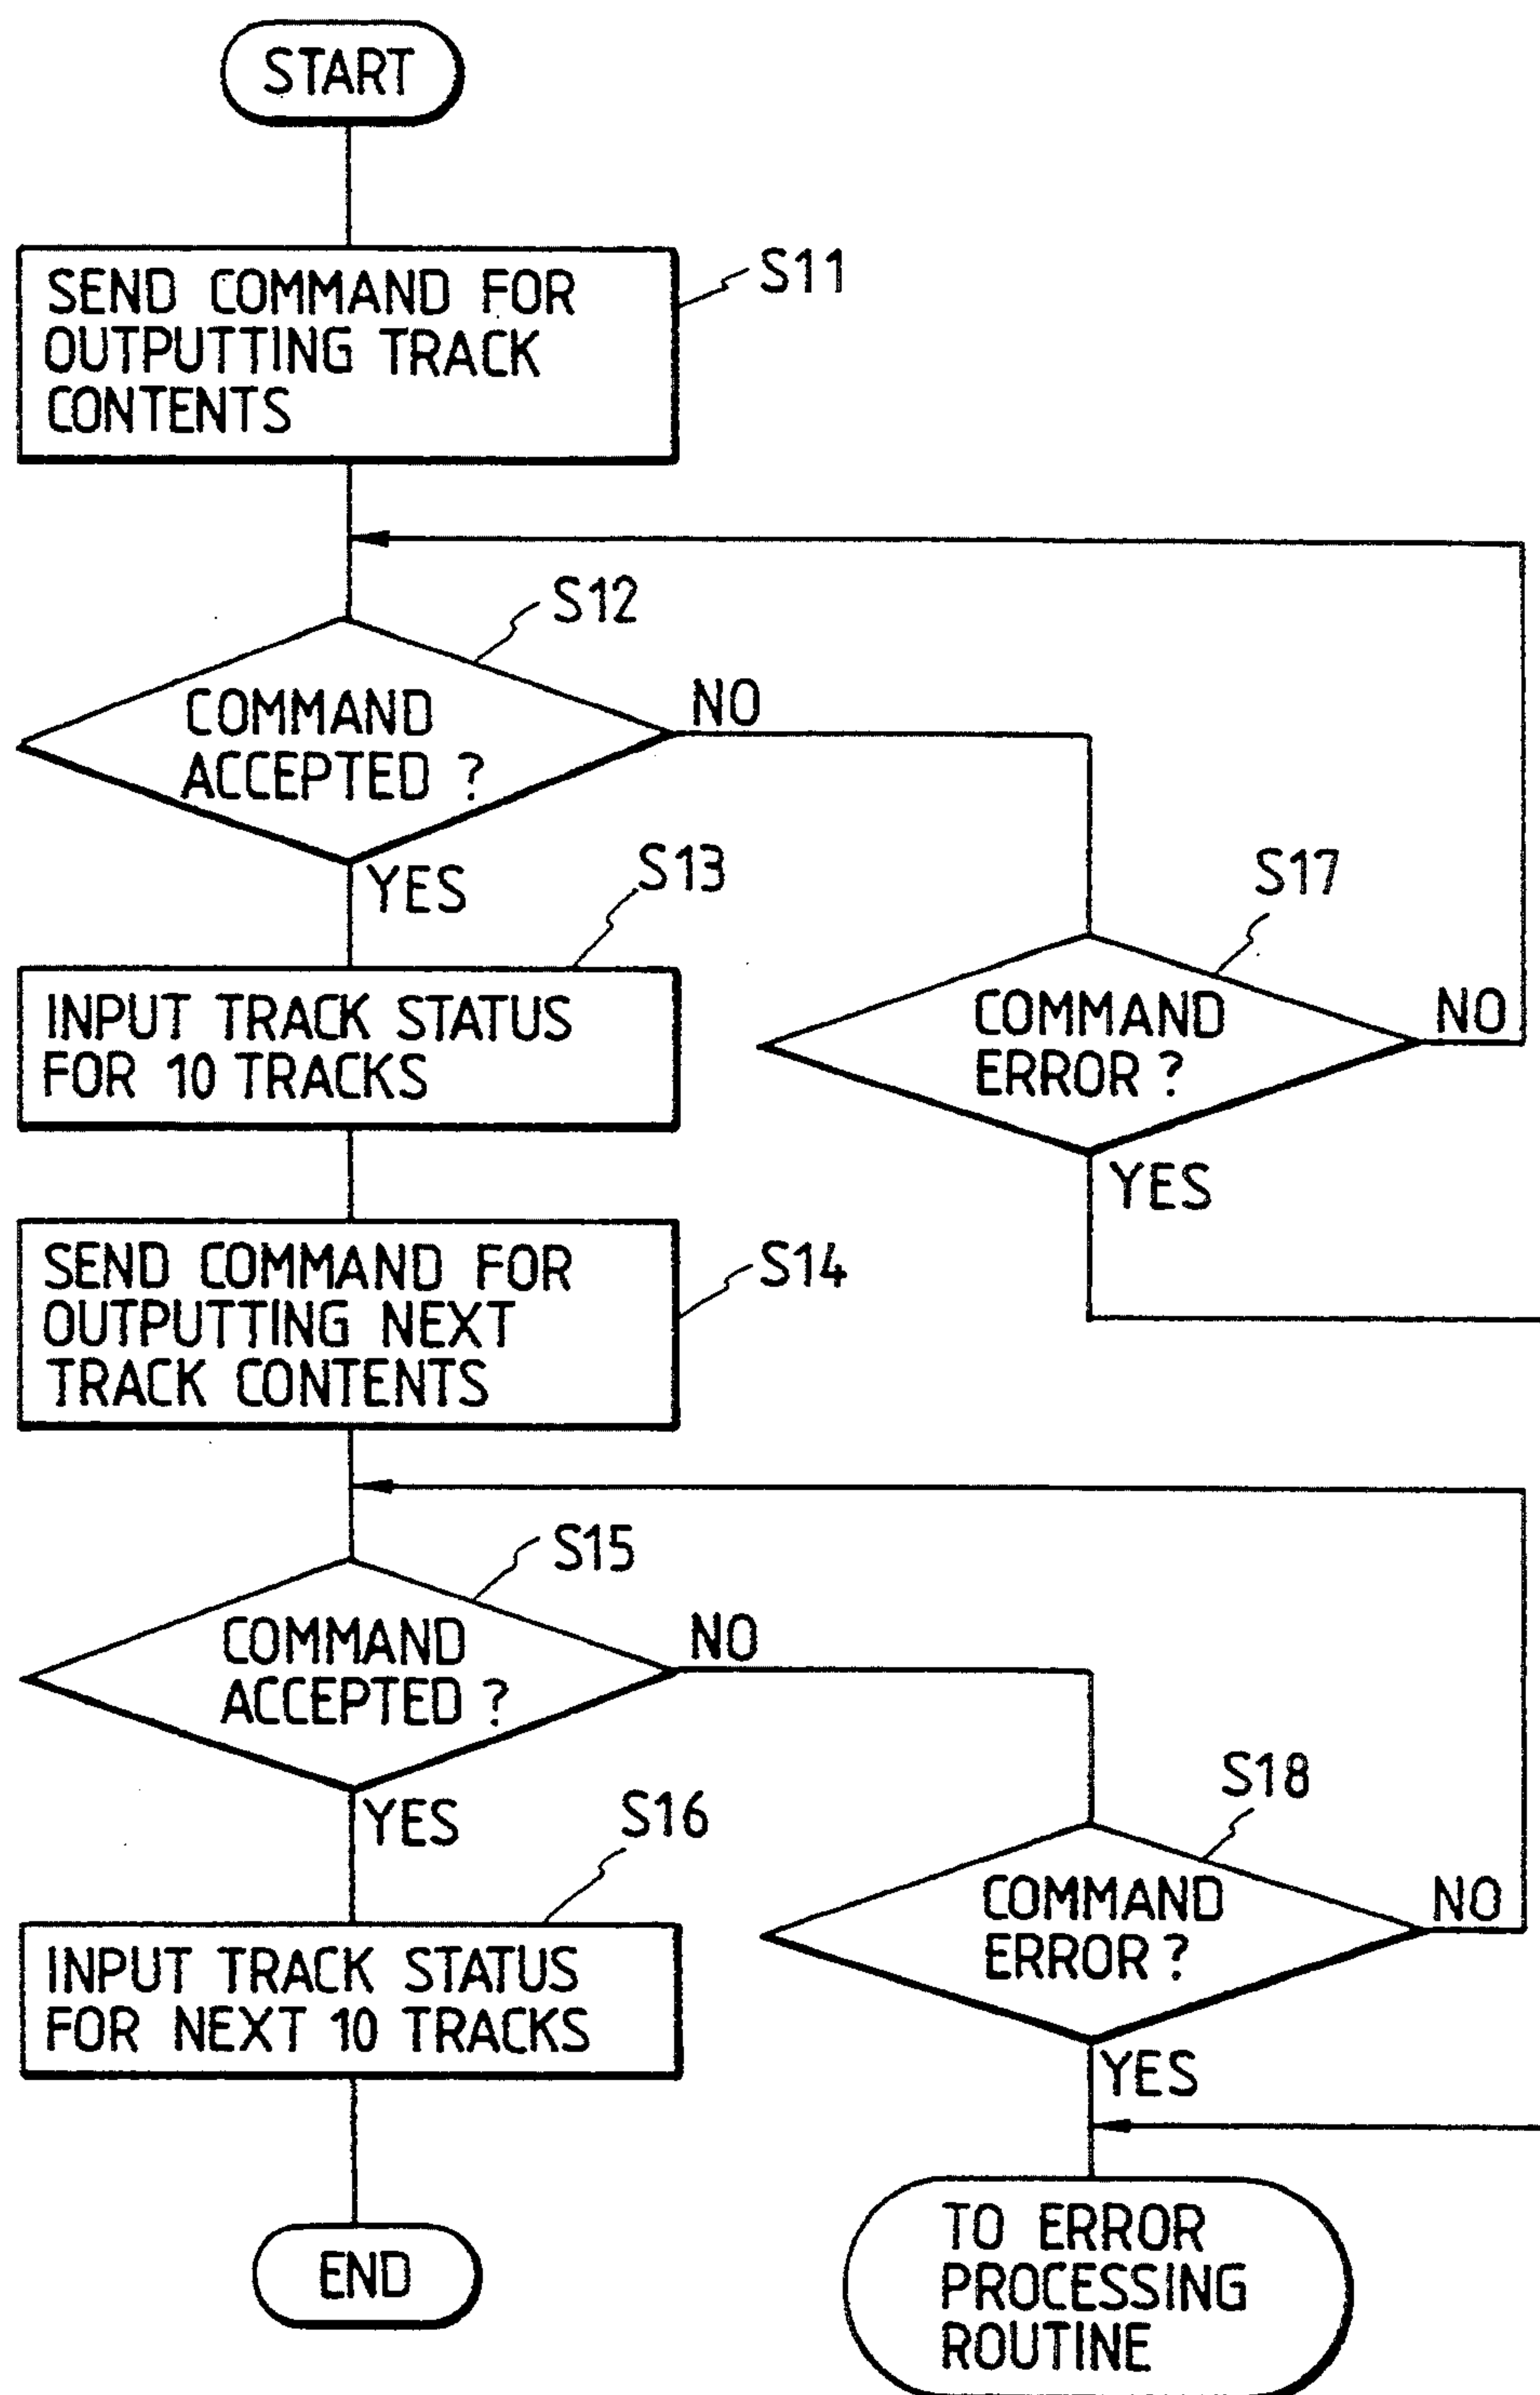 START
S11
SEND COMMAND FOR
OUTPUTTING TRACK
CONTENTS
S12
COMMAND
ACCEPTED ?
NO
YES
S13
S17
INPUT TRACK STATUS
FOR 10 TRACKS
COMMAND
ERROR ?
NO
YES
S14
SEND COMMAND FOR
OUTPUTTING NEXT
TRACK CONTENTS
S15
COMMAND
ACCEPTED ?
NO
YES
S16
S18
INPUT TRACK STATUS
FOR NEXT 10 TRACKS
COMMAND
ERROR ?
NO
YES
END
TO ERROR
PROCESSING
ROUTINE